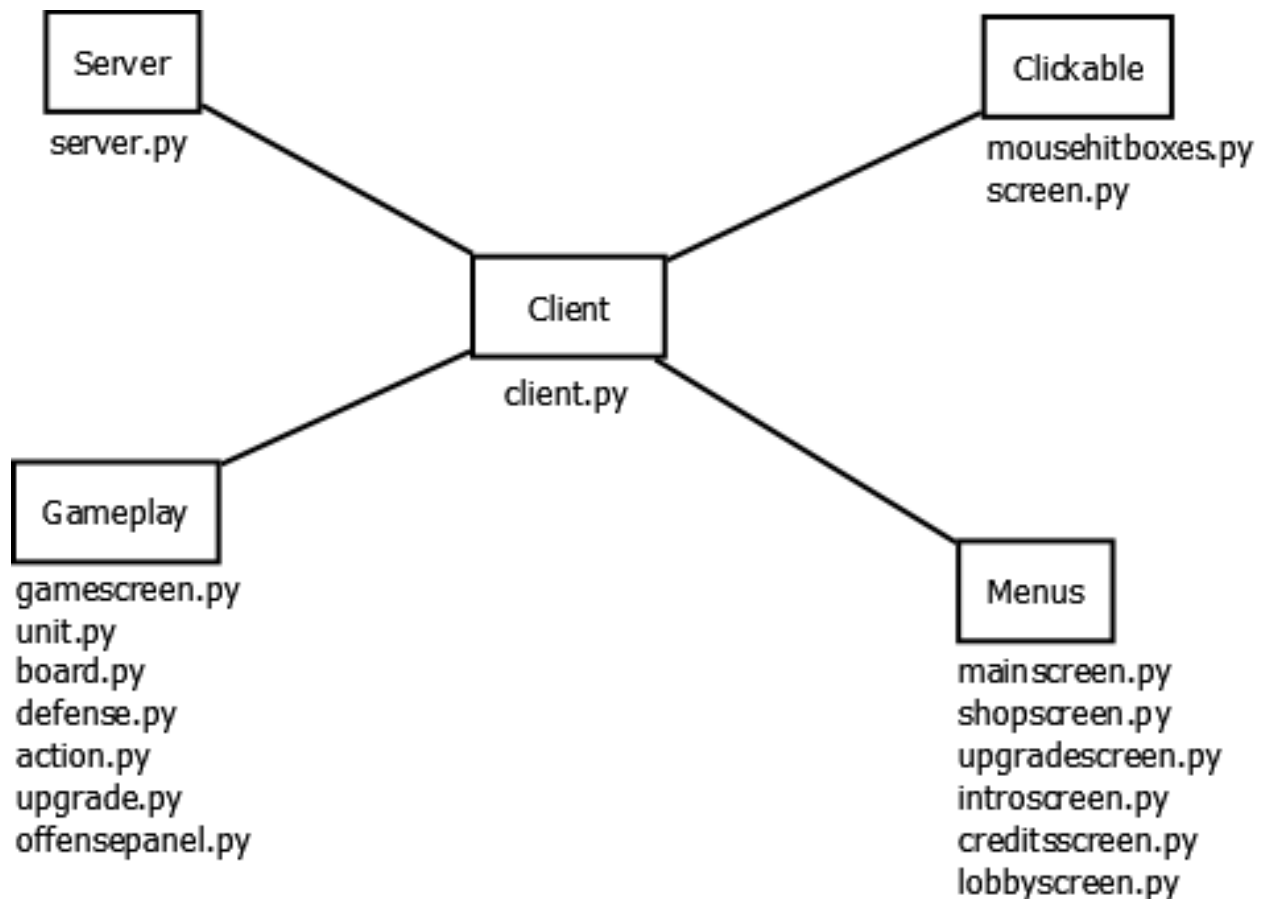 Server
server.py
Clickable
mousehitboxes.py
screen.py
Client
client.py
Gameplay
gamescreen.py
unit.py
board.py
defense.py
action.py
upgrade.py
offensepanel.py
Menus
mainscreen.py
shopscreen.py
upgradescreen.py
introscreen.py
creditsscreen.py
lobbyscreen.py